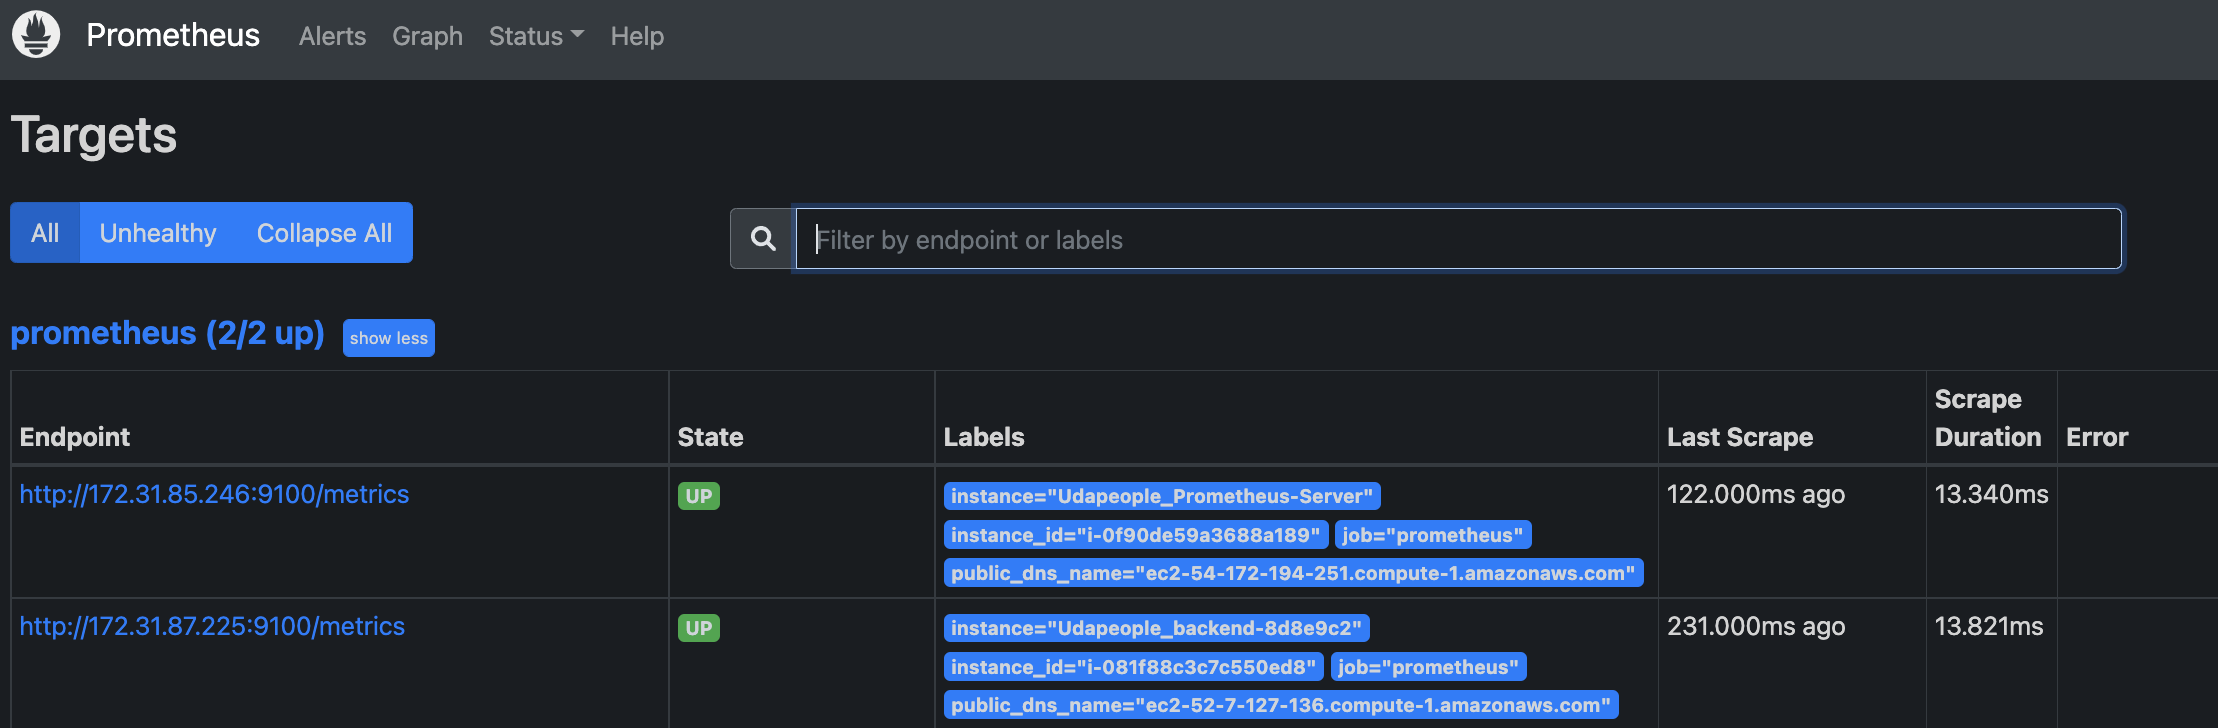 Prometheus Alerts Graph Status Help
Targets
All Unhealthy Collapse All
Filter by endpoint or labels
prometheus (2/2 up) show less
Endpoint State Labels Last Scrape Scrape Duration Error
http://172.31.85.246:9100/metrics UP instance="Udapeople_Prometheus-Server" 122.000ms ago 13.340ms
instance_id="i-0f90de59a3688a189" job="prometheus"
public_dns_name="ec2-54-172-194-251.compute-1.amazonaws.com"
http://172.31.87.225:9100/metrics UP instance="Udapeople_backend-8d8e9c2" 231.000ms ago 13.821ms
instance_id="i-081f88c3c7c550ed8" job="prometheus"
public_dns_name="ec2-52-7-127-136.compute-1.amazonaws.com"